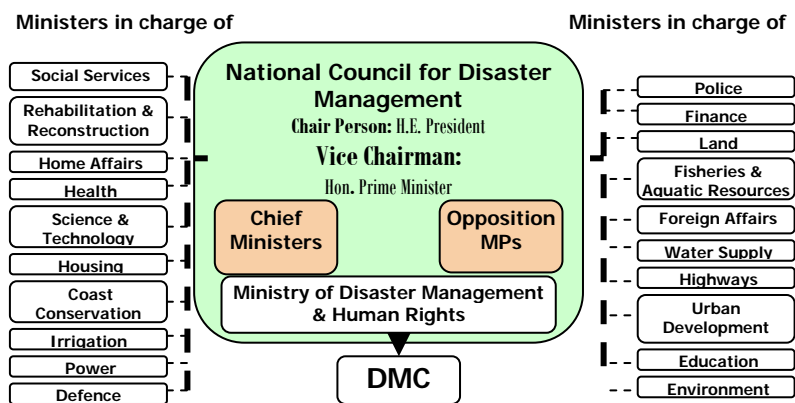 Ministers in charge of
Social Services
Rehabilitation &
Reconstruction
Home Affairs
Health
Science &
Technology
Housing
Coast
Conservation
Irrigation
Power
Defence
National Council for Disaster
Management
Chair Person: H.E. President
Vice Chairman:
Hon. Prime Minister
Chief
Ministers
Opposition
MPs
Ministry of Disaster Management
& Human Rights
DMC
Ministers in charge of
Police
Finance
Land
Fisheries &
Aquatic Resources
Foreign Affairs
Water Supply
Highways
Urban
Development
Education
Environment